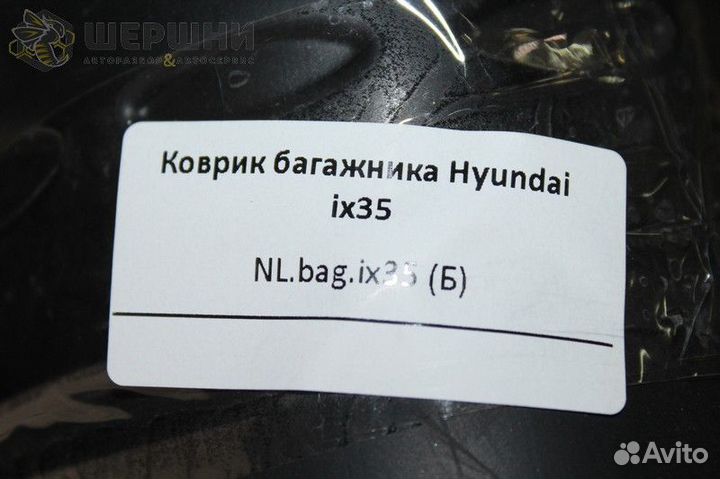 ШЕРШНИ
АВТОРАЗБОР&АВТОСЕРВИС
Коврик багажника Hyundai
ix35
NL.bag.ix35 (Б)
Avito